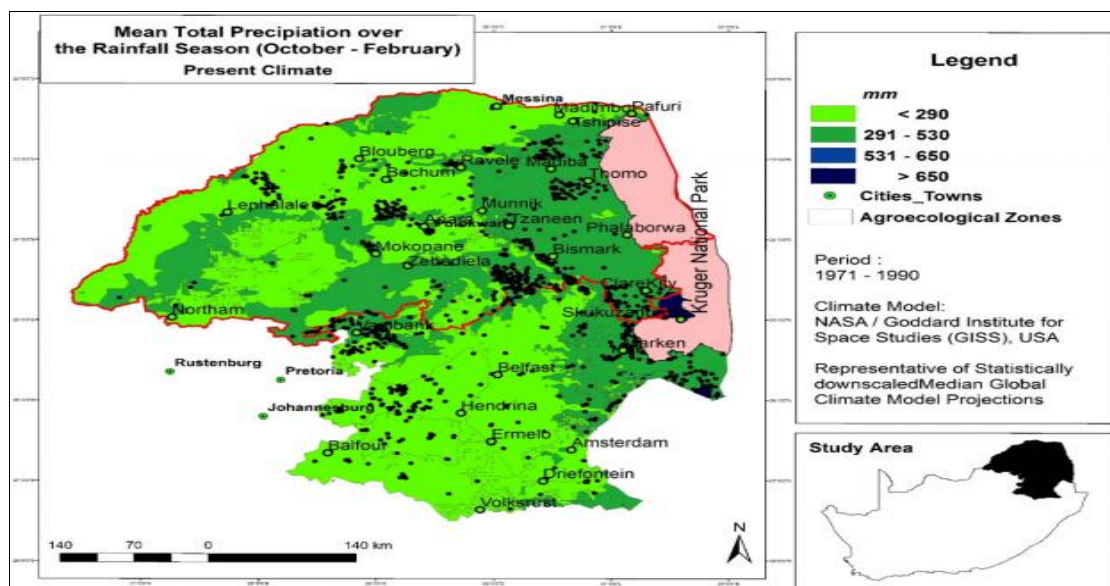 Mean Total Precipiation over
the Rainfall Season (October - February)
Present Climate
Legend
mm
< 290
291 - 530
531 - 650
> 650
Cities_Towns
Agroecological Zones
Period :
1971 - 1990
Climate Model:
NASA / Goddard Institute for
Space Studies (GISS), USA
Representative of Statistically
downscaledMedian Global
Climate Model Projections
Study Area
Messina
Madimbo
Pafuri
Tshipise
Blouberg
Ravele
Madiba
Bochum
Thomo
Lephalale
Munnik
Tzaneen
Phalaborwa
Mokopane
Bismark
Zebediela
Kruger National Park
Northam
Skukuza
Rustenburg
Pretoria
Belfast
Johannesburg
Hendrina
Ermelo
Amsterdam
Balfour
Driefontein
Volksrust
N
140 70 0 140 km